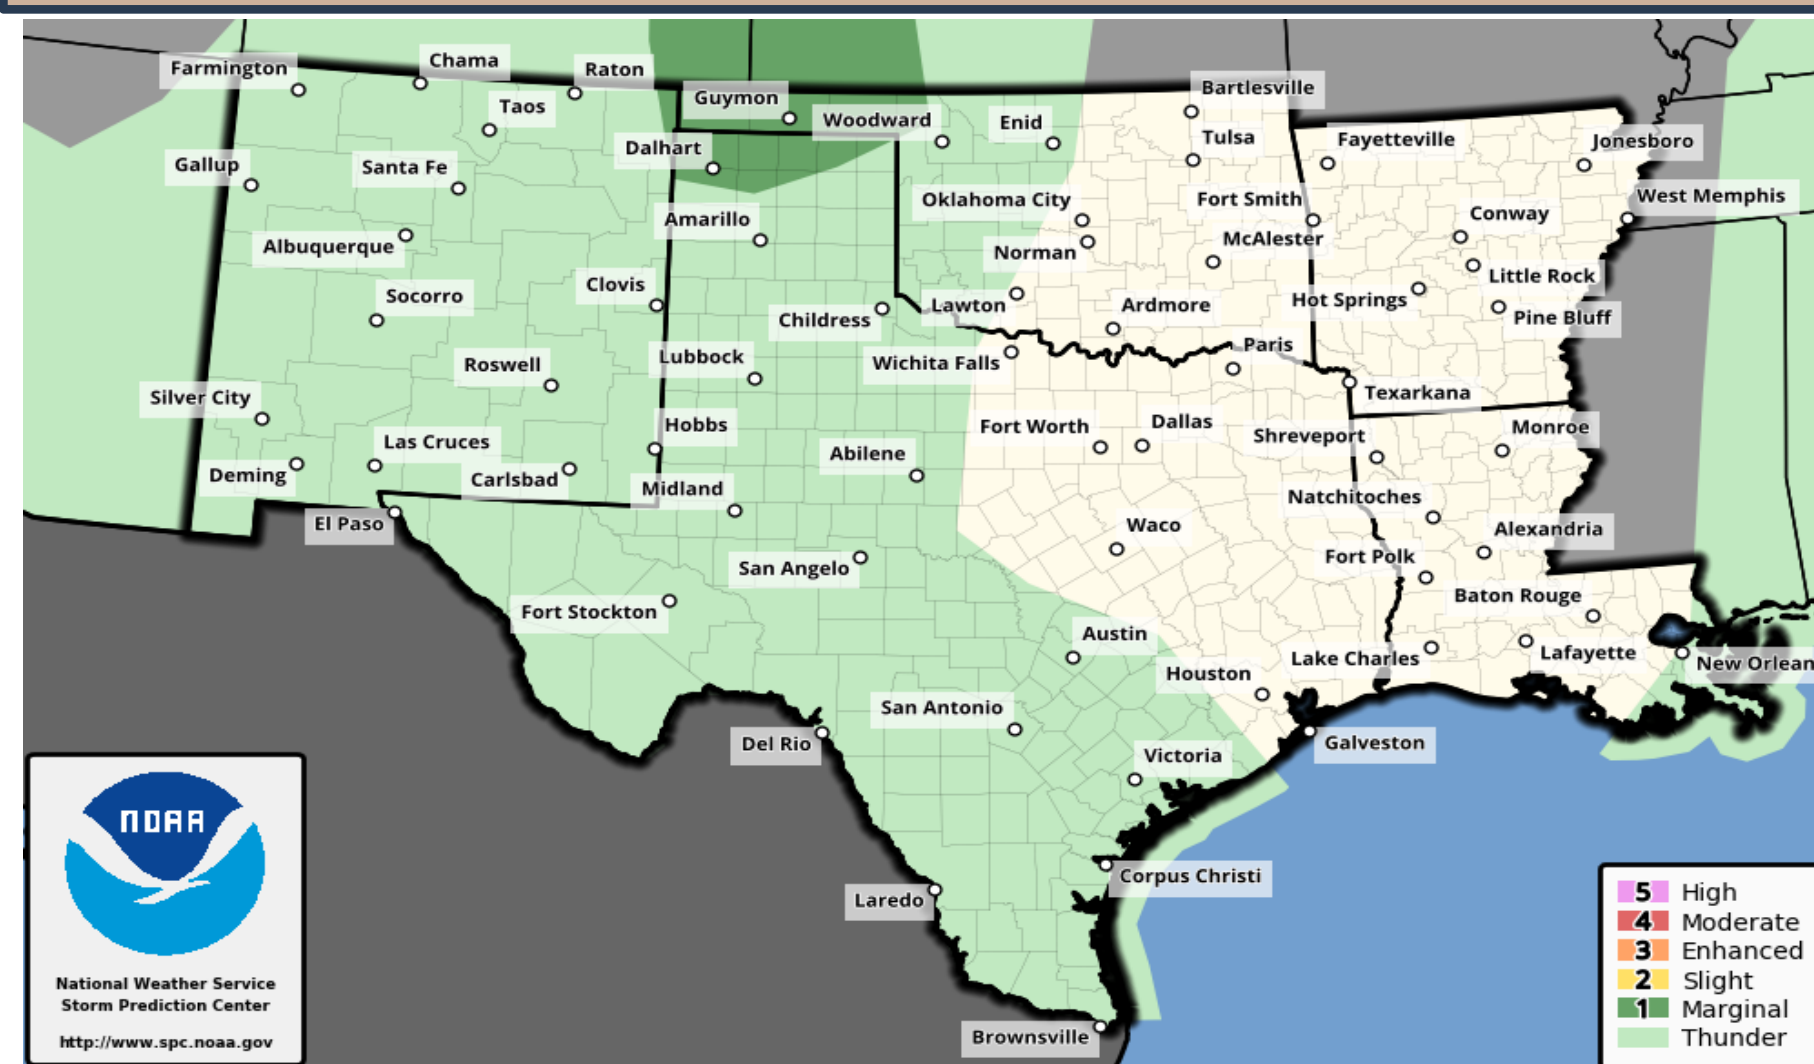 Farmington
Chama
Raton
Taos
Guymon
Woodward
Enid
Bartlesville
Tulsa
Fayetteville
Jonesboro
Gallup
Santa Fe
Dalhart
Oklahoma City
Fort Smith
Conway
West Memphis
Albuquerque
Amarillo
Norman
McAlester
Little Rock
Socorro
Clovis
Childress
Lawton
Ardmore
Hot Springs
Pine Bluff
Roswell
Lubbock
Wichita Falls
Paris
Texarkana
Silver City
Hobbs
Fort Worth
Dallas
Shreveport
Monroe
Las Cruces
Abilene
Deming
Carlsbad
Midland
Natchitoches
El Paso
Waco
Alexandria
San Angelo
Fort Polk
Fort Stockton
Baton Rouge
Austin
Lake Charles
Lafayette
New Orlean
Houston
San Antonio
Del Rio
Victoria
Galveston
Corpus Christi
Laredo
Brownsville
NOAA
National Weather Service
Storm Prediction Center
http://www.spc.noaa.gov
5 High
4 Moderate
3 Enhanced
2 Slight
1 Marginal
Thunder